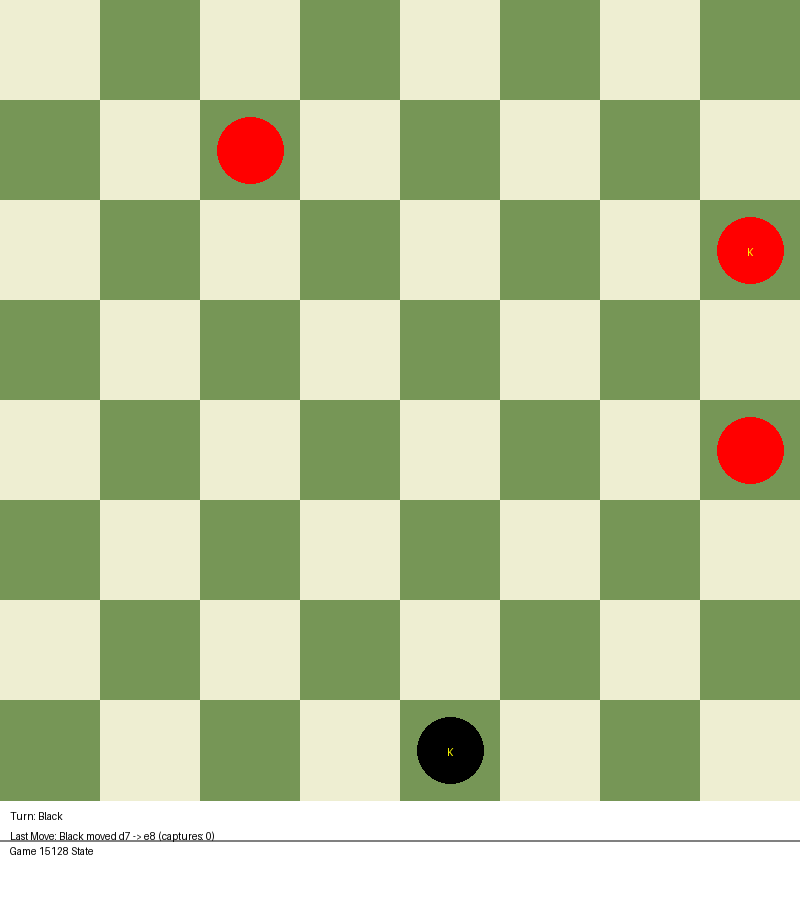 K
K
Turn: Black
Last Move: Black moved d7 -> e8 (captures: 0)
Game 15128 State